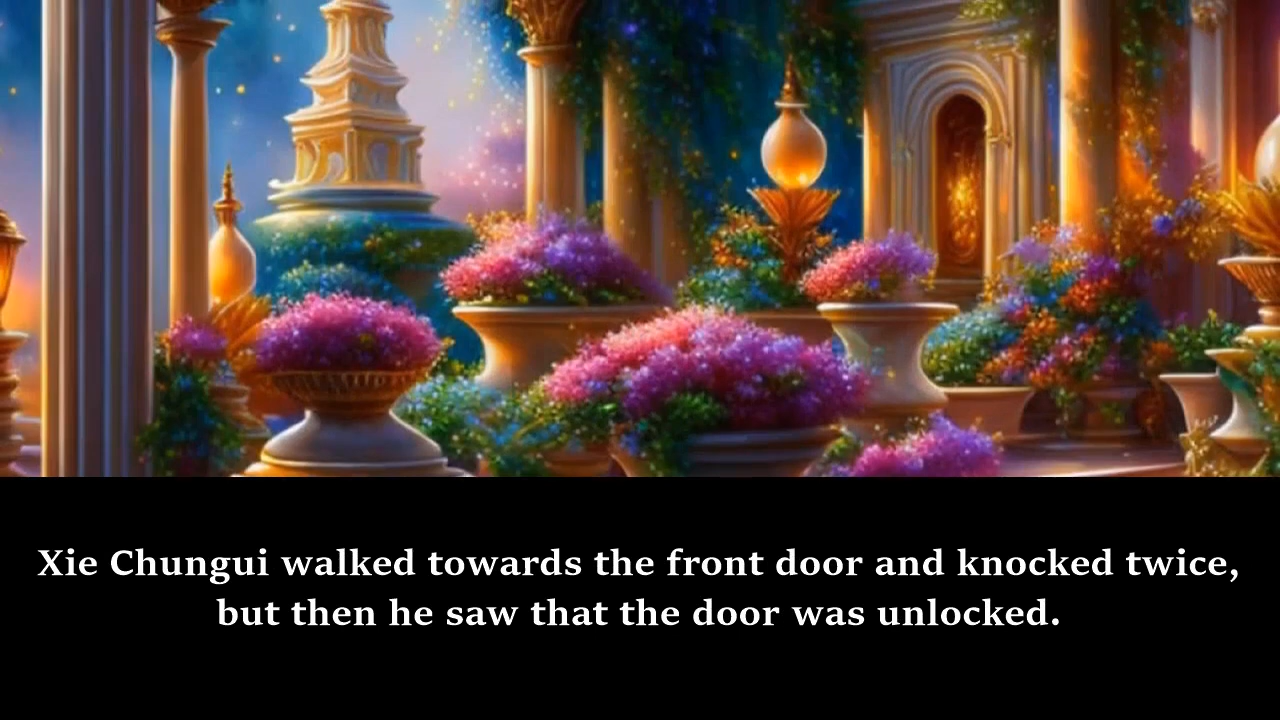 Xie Chungui walked towards the front door and knocked twice,
but then he saw that the door was unlocked.